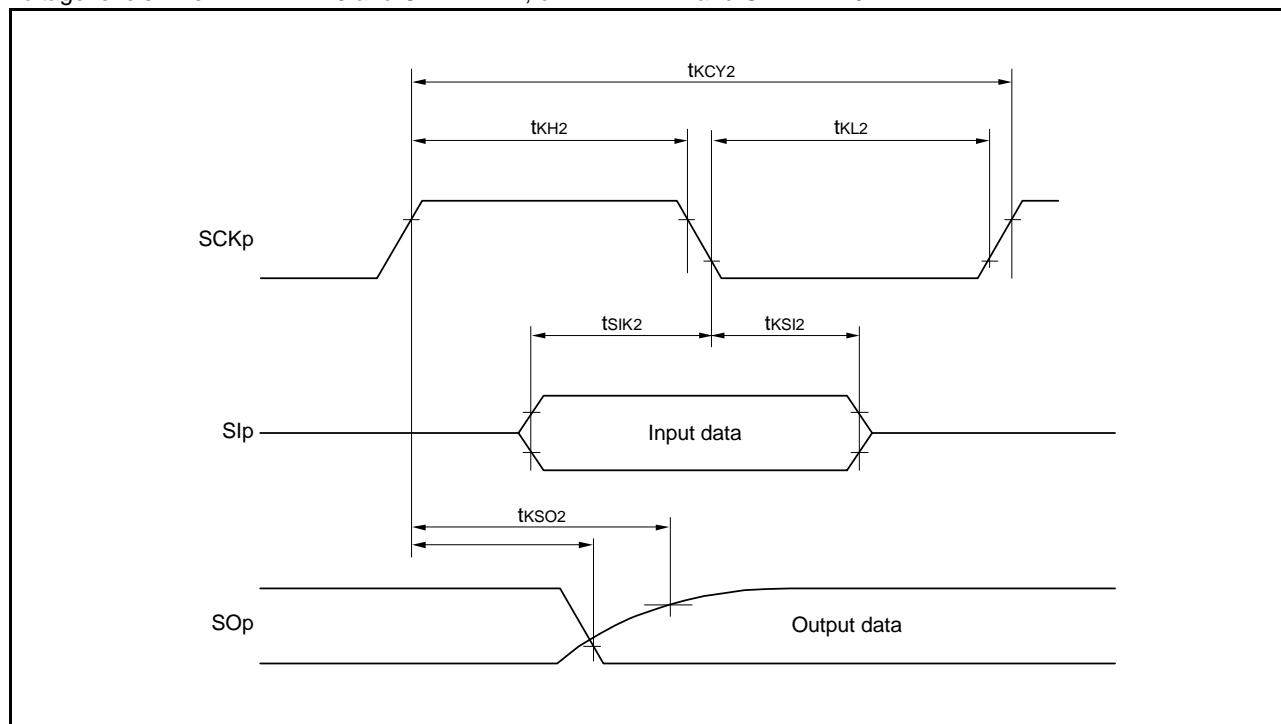 tKCY2
tKH2
tKL2
SCKp
tSIK2
tKSI2
SIp
Input data
tKSO2
SOp
Output data